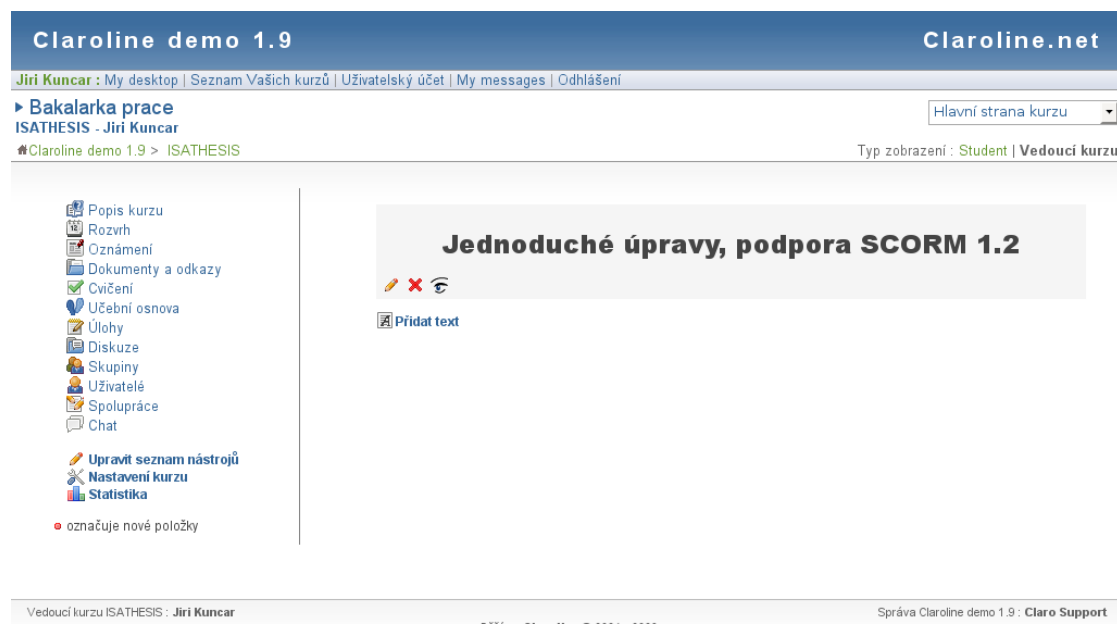 Claroline demo 1.9
Claroline.net
Jiri Kuncar : My desktop | Seznam Vašich kurzů | Uživatelský účet | My messages | Odhlášení
Bakalarka prace
ISATHESIS - Jiri Kuncar
Hlavní strana kurzu
Claroline demo 1.9 > ISATHESIS
Typ zobrazení : Student | Vedoucí kurzu
Popis kurzu
Rozvrh
Oznámení
Dokumenty a odkazy
Cvičení
Učební osnova
Úlohy
Diskuze
Skupiny
Uživatelé
Spolupráce
Chat
Upravit seznam nástrojů
Nastavení kurzu
Statistika
označuje nové položky
Jednoduché úpravy, podpora SCORM 1.2
Přidat text
Vedoucí kurzu ISATHESIS : Jiri Kuncar
Správa Claroline demo 1.9 : Claro Support